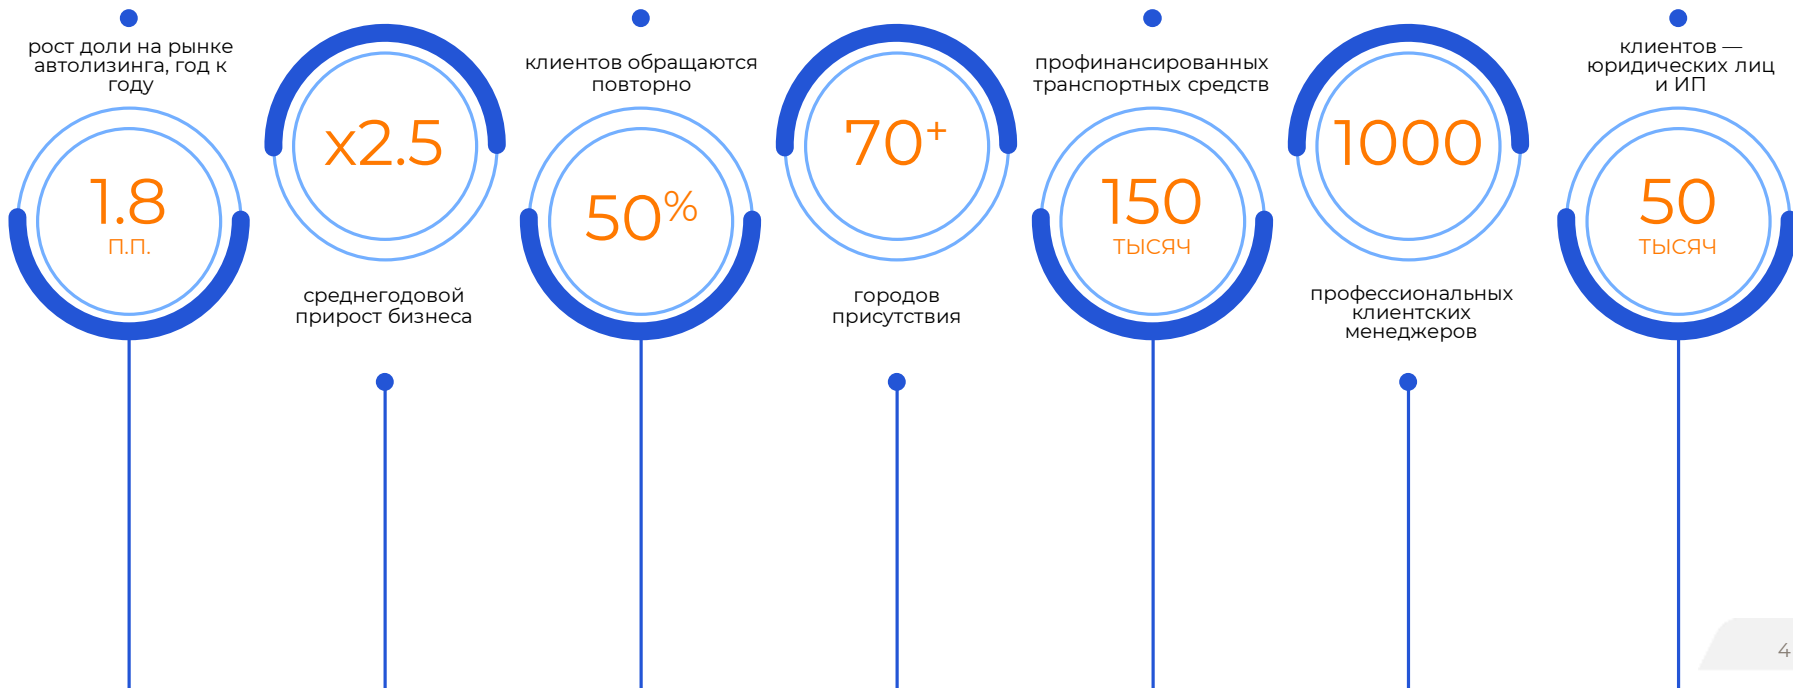 рост доли на рынке
автолизинга, год к
году
1.8
п.п.
x2.5
среднегодовой
прирост бизнеса
клиентов обращаются
повторно
50%
70+
городов
присутствия
профинансированных
транспортных средств
150
тысяч
1000
профессиональных
клиентских
менеджеров
клиентов —
юридических лиц
и ИП
50
тысяч
4